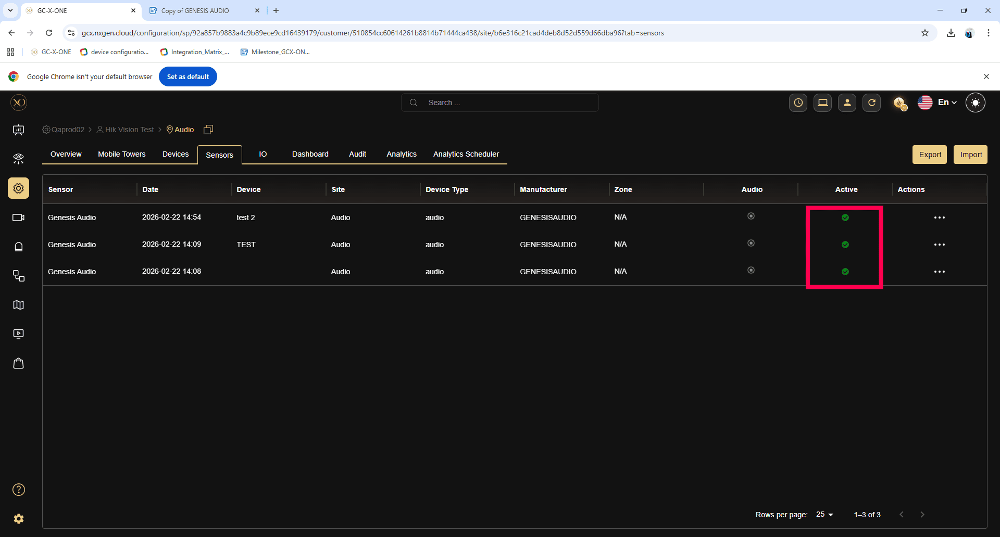 GC-X-ONE
Copy of GENESIS AUDIO
gcx.nxgen.cloud/configuration/sp/92a857b9883a4c9b89ece9cd16439179/customer/510854cc60614261b8814b71444ca438/site/b6e316c21cad4deb8d52d559d66dba96?tab=sensors
GC-X-ONE device configuratio... Integration_Matrix_... Milestone_GCX-ON...
Google Chrome isn't your default browser Set as default
XO Search ... En
Qaprod02 > Hik Vision Test > Audio
Overview Mobile Towers Devices Sensors IO Dashboard Audit Analytics Analytics Scheduler Export Import
Sensor Date Device Site Device Type Manufacturer Zone Audio Active Actions
Genesis Audio 2026-02-22 14:54 test 2 Audio audio GENESISAUDIO N/A
Genesis Audio 2026-02-22 14:09 TEST Audio audio GENESISAUDIO N/A
Genesis Audio 2026-02-22 14:08 Audio audio GENESISAUDIO N/A
Rows per page: 25 1–3 of 3